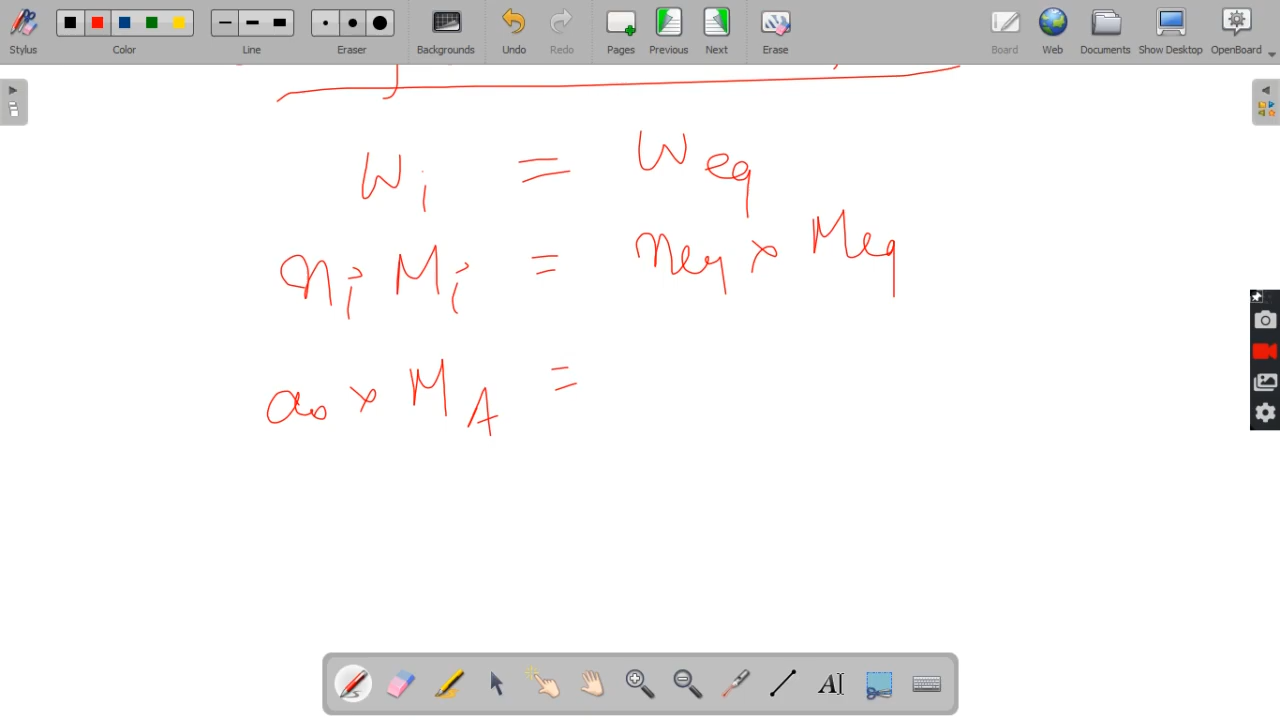 Stylus Color Line Eraser Backgrounds Undo Redo Pages Previous Next Erase Board Web Documents Show Desktop OpenBoard
Wi = Weq
ni Mi = neq × Meq
a₀ × MA =